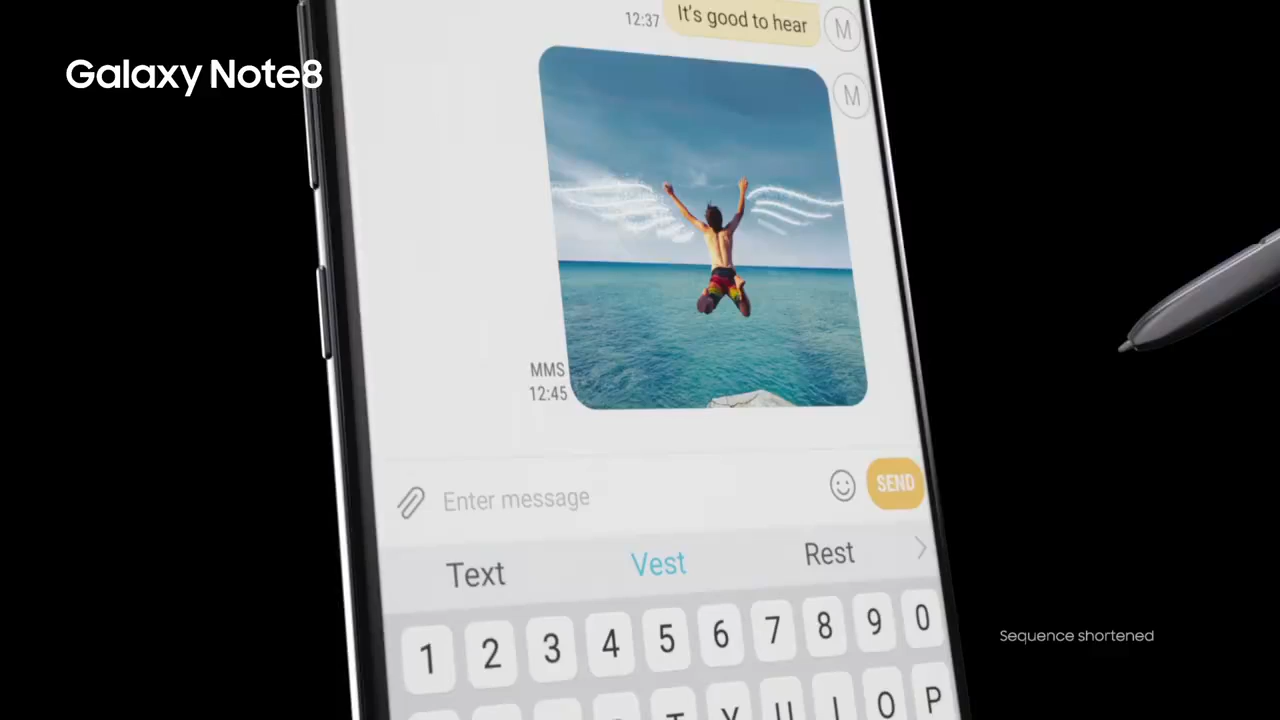 It's good to hear
12:37
M
Galaxy Note8
M
MMS
12:45
Enter message
SEND
Text Vest Rest
1 2 3 4 5 6 7 8 9 0
T Y U I O P
Sequence shortened